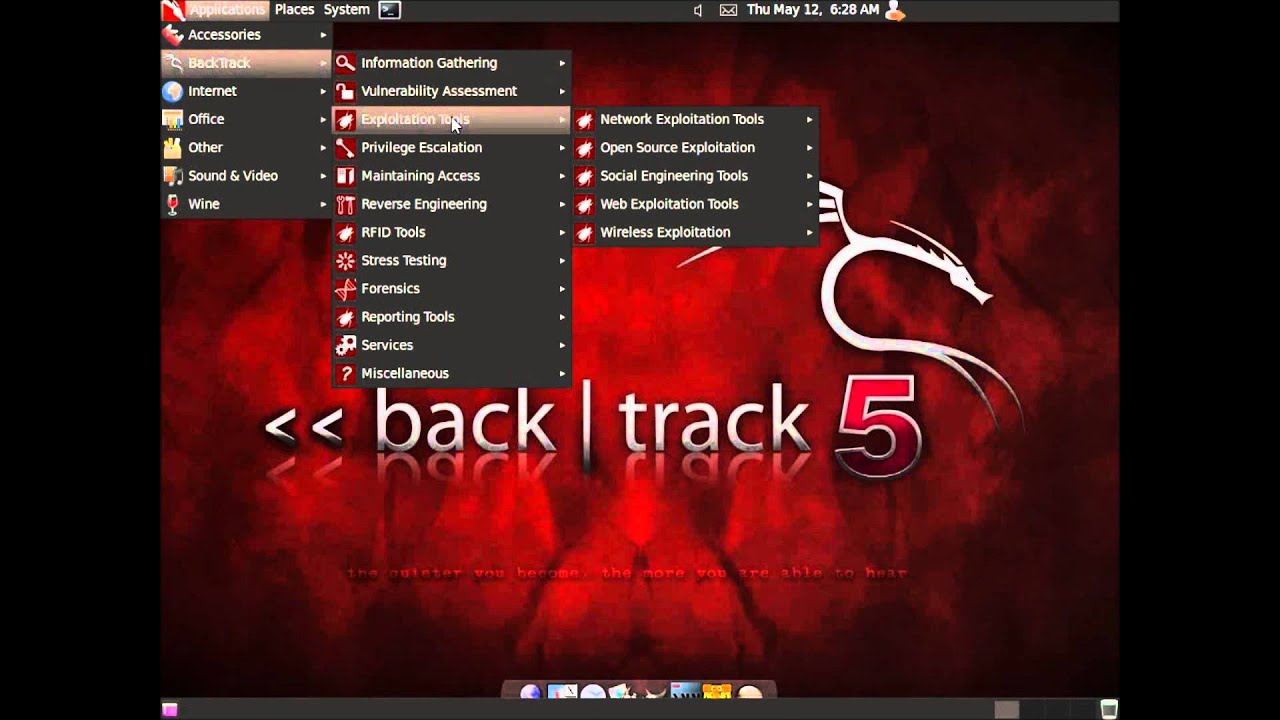 Applications Places System Thu May 12, 6:28 AM
Accessories
BackTrack
Internet
Office
Other
Sound & Video
Wine
Information Gathering
Vulnerability Assessment
Exploitation Tools
Privilege Escalation
Maintaining Access
Reverse Engineering
RFID Tools
Stress Testing
Forensics
Reporting Tools
Services
Miscellaneous
Network Exploitation Tools
Open Source Exploitation
Social Engineering Tools
Web Exploitation Tools
Wireless Exploitation
<< back | track 5
the quieter you become, the more you are able to hear